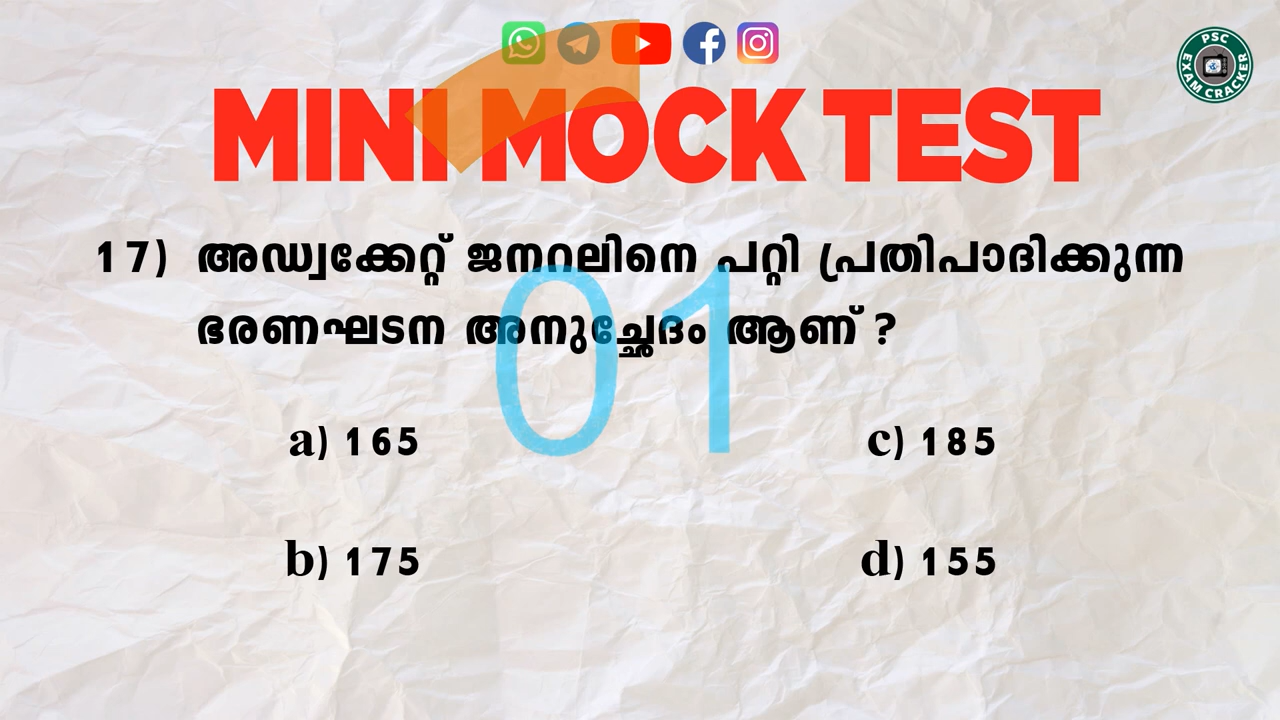 PSC
EXAM CRACKER
MINI MOCK TEST
17) അഡ്വക്കേറ്റ് ജനറലിനെ പറ്റി പ്രതിപാദിക്കുന്ന
ഭരണഘടന അനുച്ഛേദം ആണ് ?
01
a) 165
c) 185
b) 175
d) 155